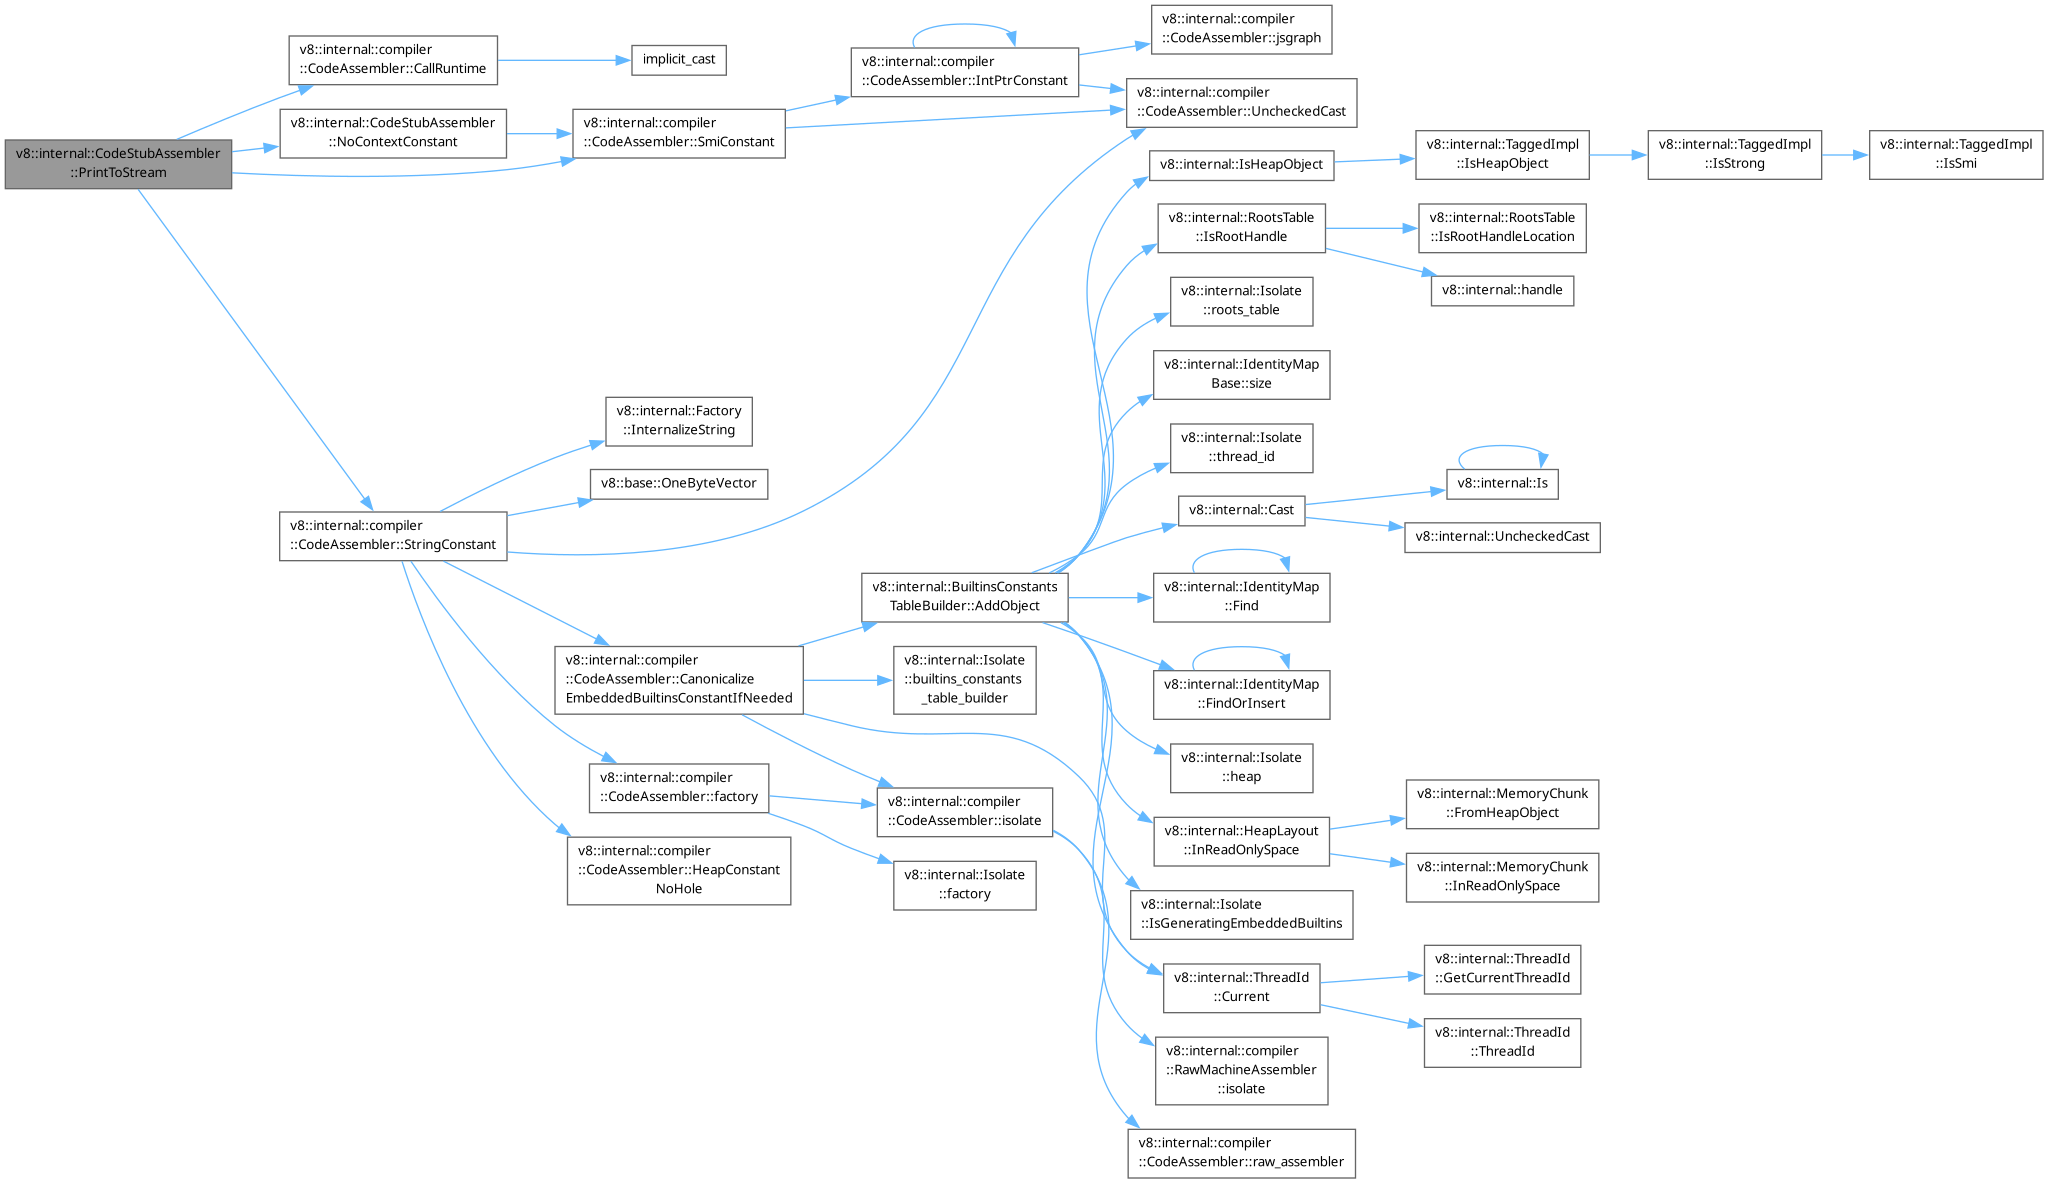 v8::internal::CodeStubAssembler
::PrintToStream
v8::internal::compiler
::CodeAssembler::CallRuntime
implicit_cast
v8::internal::CodeStubAssembler
::NoContextConstant
v8::internal::compiler
::CodeAssembler::SmiConstant
v8::internal::compiler
::CodeAssembler::IntPtrConstant
v8::internal::compiler
::CodeAssembler::jsgraph
v8::internal::compiler
::CodeAssembler::UncheckedCast
v8::internal::compiler
::CodeAssembler::StringConstant
v8::internal::Factory
::InternalizeString
v8::base::OneByteVector
v8::internal::compiler
::CodeAssembler::Canonicalize
EmbeddedBuiltinsConstantIfNeeded
v8::internal::BuiltinsConstants
TableBuilder::AddObject
v8::internal::IsHeapObject
v8::internal::TaggedImpl
::IsHeapObject
v8::internal::TaggedImpl
::IsStrong
v8::internal::TaggedImpl
::IsSmi
v8::internal::RootsTable
::IsRootHandle
v8::internal::RootsTable
::IsRootHandleLocation
v8::internal::handle
v8::internal::Isolate
::roots_table
v8::internal::IdentityMap
Base::size
v8::internal::Isolate
::thread_id
v8::internal::Cast
v8::internal::Is
v8::internal::UncheckedCast
v8::internal::IdentityMap
::Find
v8::internal::IdentityMap
::FindOrInsert
v8::internal::Isolate
::heap
v8::internal::HeapLayout
::InReadOnlySpace
v8::internal::MemoryChunk
::FromHeapObject
v8::internal::MemoryChunk
::InReadOnlySpace
v8::internal::Isolate
::IsGeneratingEmbeddedBuiltins
v8::internal::ThreadId
::Current
v8::internal::ThreadId
::GetCurrentThreadId
v8::internal::ThreadId
::ThreadId
v8::internal::Isolate
::builtins_constants
_table_builder
v8::internal::compiler
::CodeAssembler::isolate
v8::internal::compiler
::RawMachineAssembler
::isolate
v8::internal::compiler
::CodeAssembler::raw_assembler
v8::internal::compiler
::CodeAssembler::factory
v8::internal::Isolate
::factory
v8::internal::compiler
::CodeAssembler::HeapConstant
NoHole